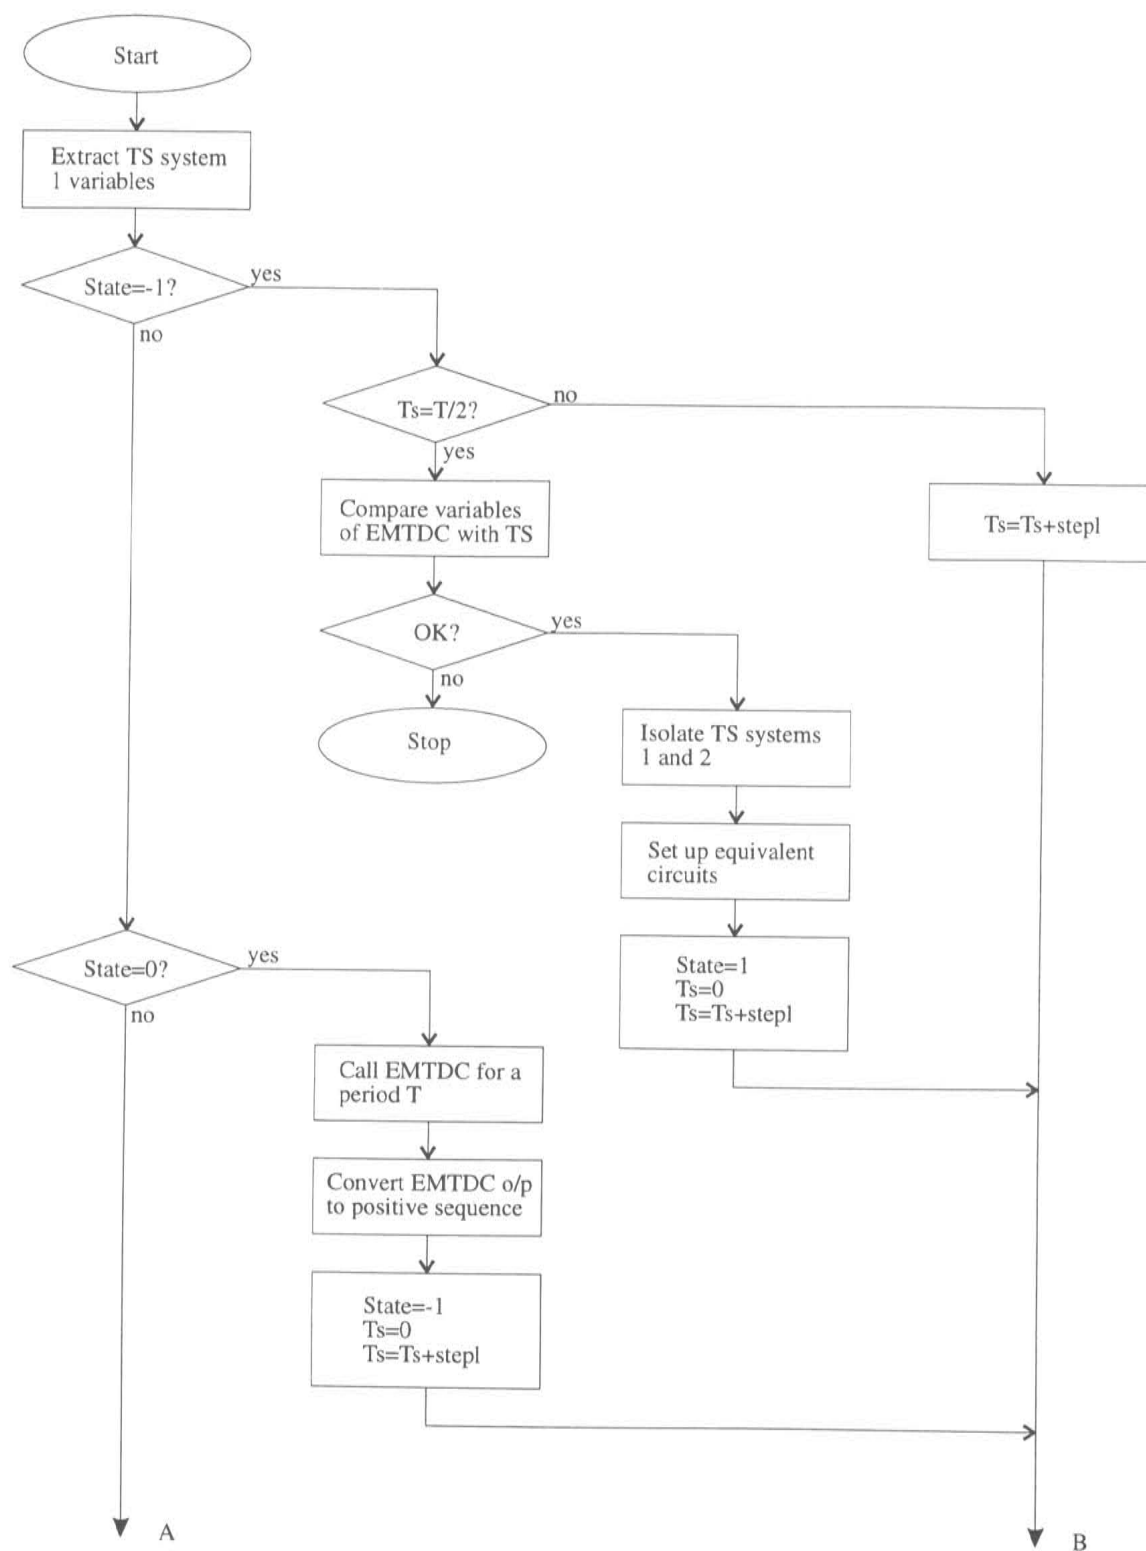 Start
Extract TS system
1 variables
State=-1?
yes
no
Ts=T/2?
no
yes
Compare variables
of EMTDC with TS
Ts=Ts+stepl
OK?
yes
no
Stop
Isolate TS systems
1 and 2
Set up equivalent
circuits
State=1
Ts=0
Ts=Ts+stepl
State=0?
yes
no
Call EMTDC for a
period T
Convert EMTDC o/p
to positive sequence
State=-1
Ts=0
Ts=Ts+stepl
A
B